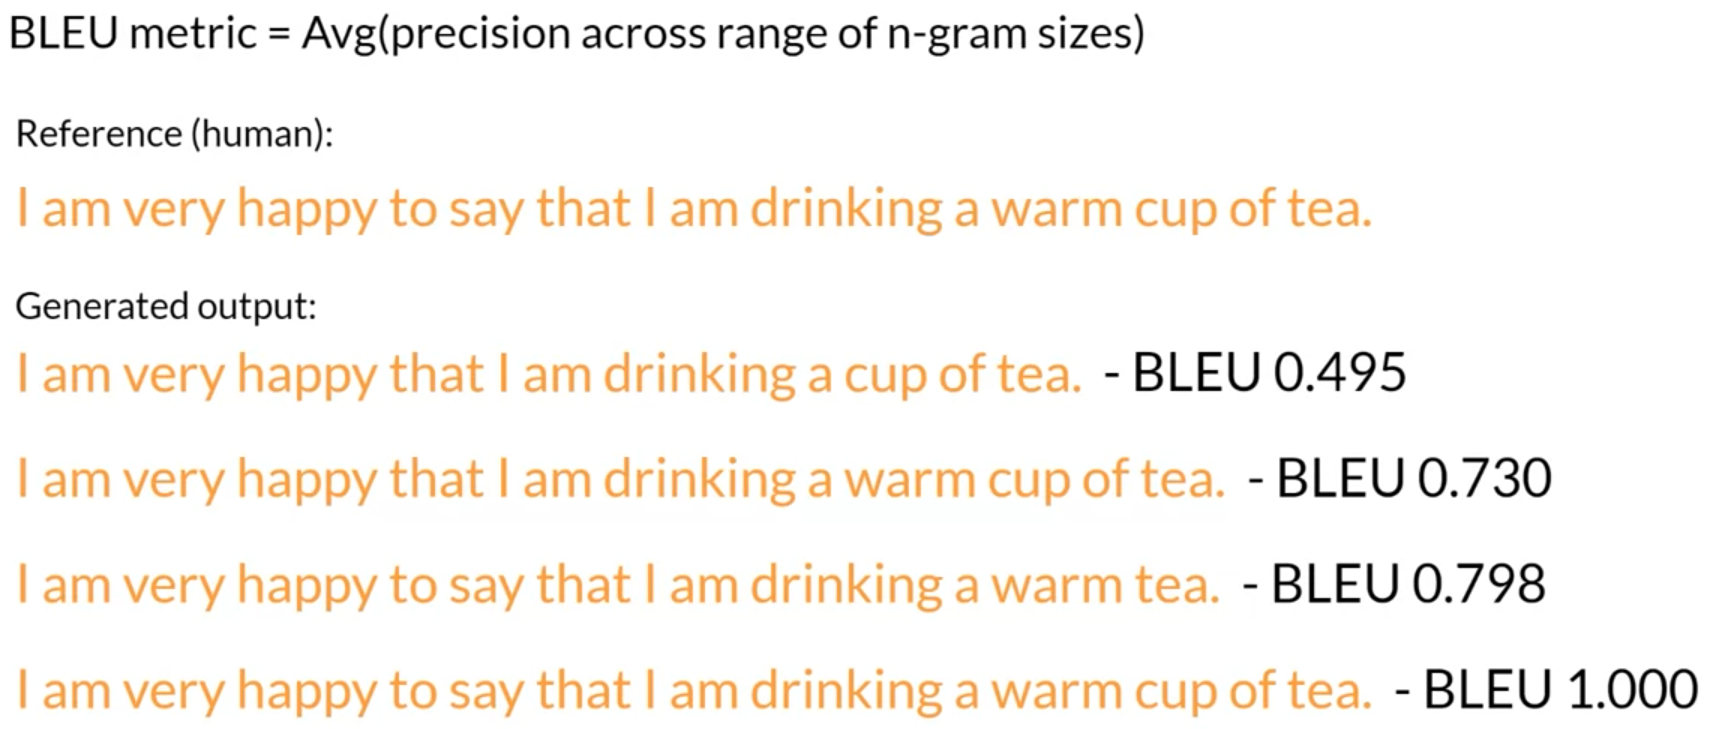 BLEU metric = Avg(precision across range of n-gram sizes)
Reference (human):
I am very happy to say that I am drinking a warm cup of tea.
Generated output:
I am very happy that I am drinking a cup of tea. - BLEU 0.495
I am very happy that I am drinking a warm cup of tea. - BLEU 0.730
I am very happy to say that I am drinking a warm tea. - BLEU 0.798
I am very happy to say that I am drinking a warm cup of tea. - BLEU 1.000